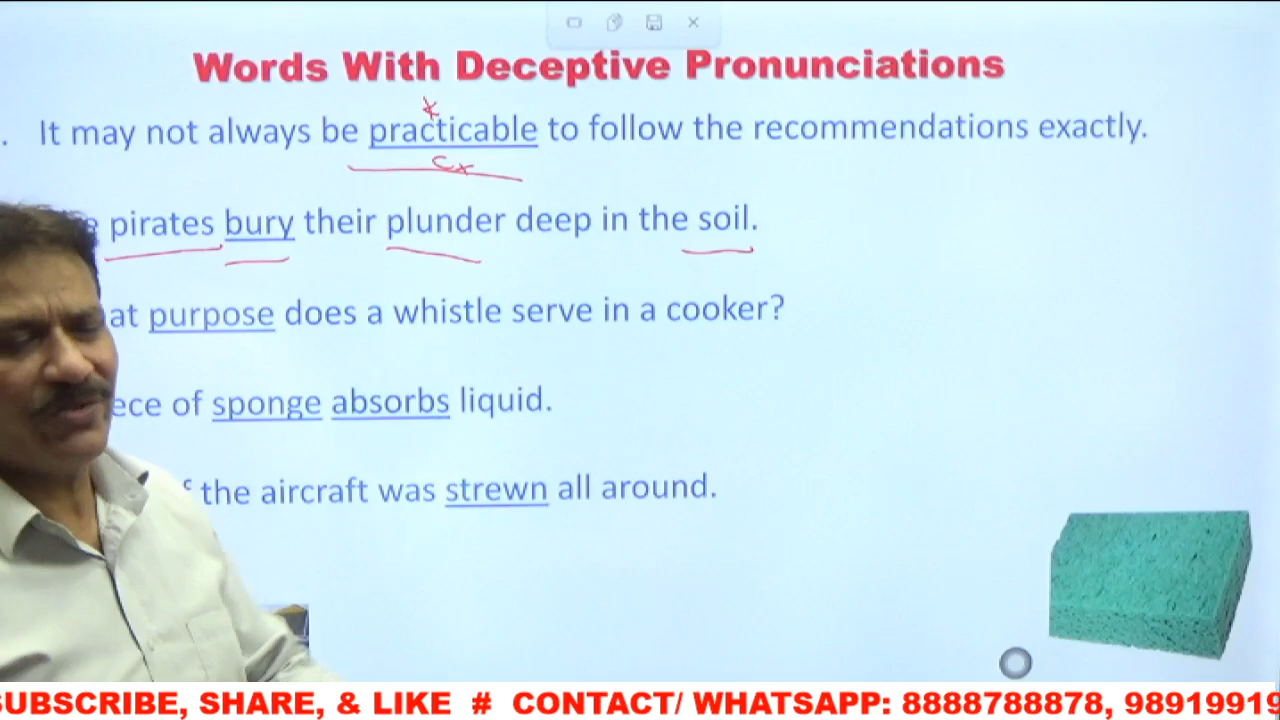 Words With Deceptive Pronunciations
. It may not always be practicable to follow the recommendations exactly.
pirates bury their plunder deep in the soil.
at purpose does a whistle serve in a cooker?
ece of sponge absorbs liquid.
the aircraft was strewn all around.
SUBSCRIBE, SHARE, & LIKE # CONTACT/ WHATSAPP: 8888788878, 98919919